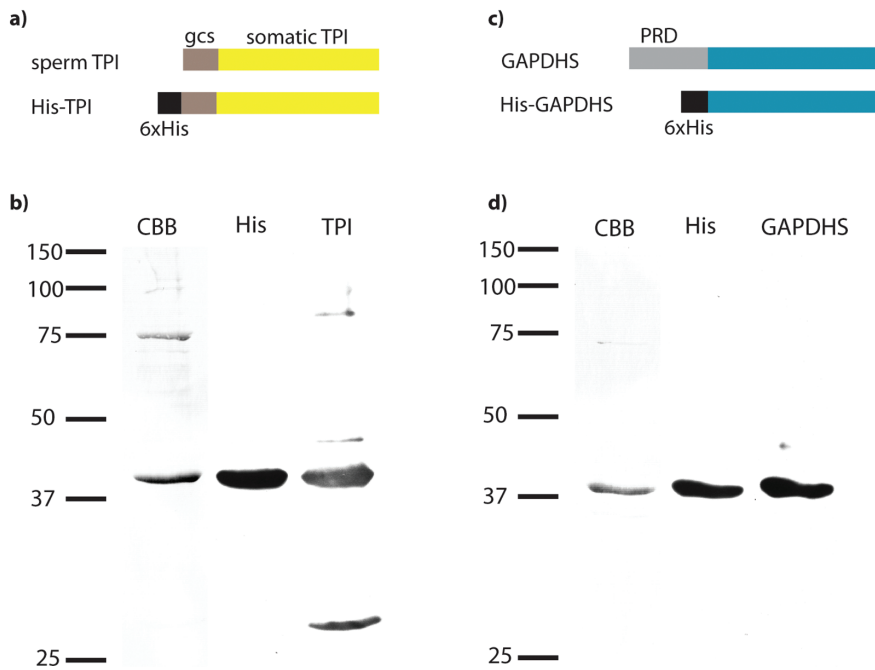 a)
gcs somatic TPI
sperm TPI
His-TPI
6xHis
b)
CBB His TPI
150
100
75
50
37
25
c)
PRD
GAPDHS
His-GAPDHS
6xHis
d)
CBB His GAPDHS
150
100
75
50
37
25